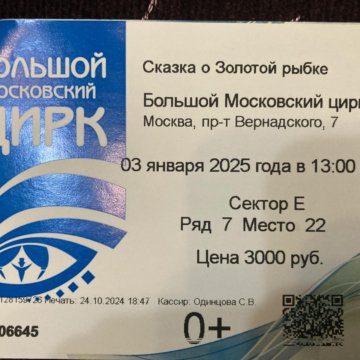 БОЛЬШОЙ
МОСКОВСКИЙ
ЦИРК
Сказка о Золотой рыбке
Большой Московский цирк
Москва, пр-т Вернадского, 7
03 января 2025 года в 13:00
Сектор Е
Ряд 7 Место 22
Цена 3000 руб.
Печать: 24.10.2024 18:47 Кассир: Одинцова С.В.
06645
0+